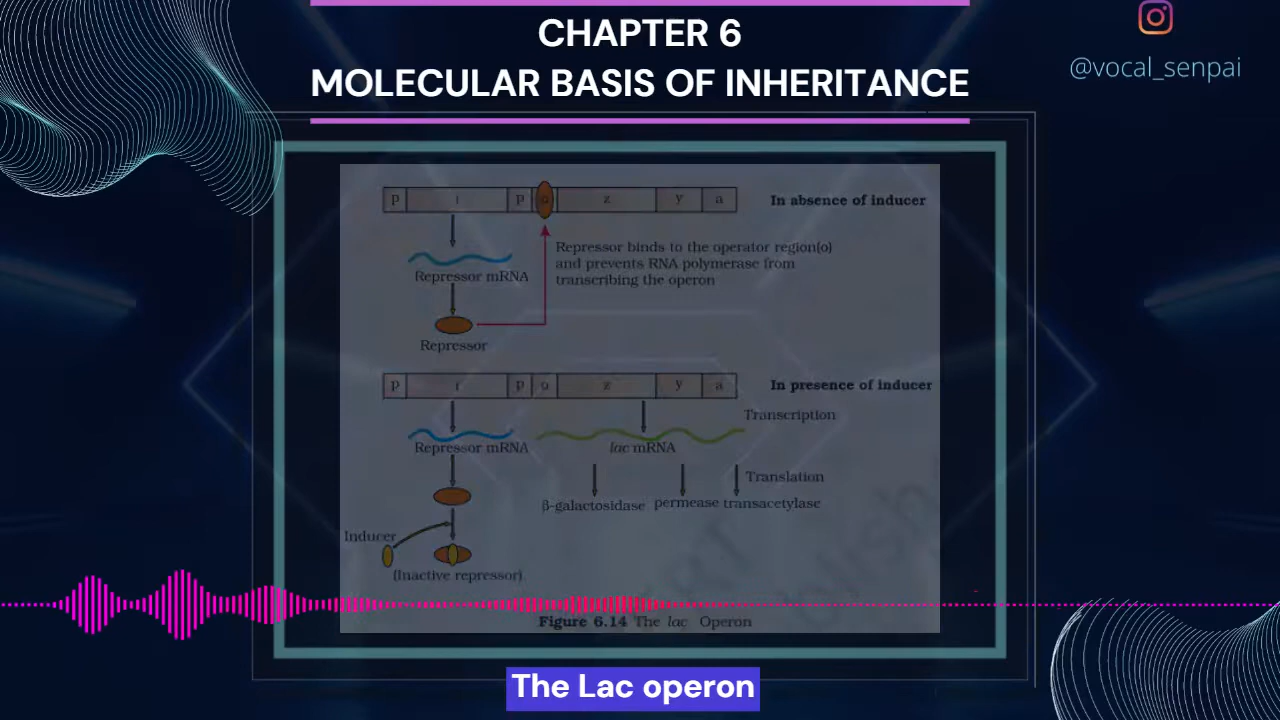 CHAPTER 6
MOLECULAR BASIS OF INHERITANCE
@vocal_senpai
p i p o z y a
In absence of inducer
Repressor binds to the operator region(o)
and prevents RNA polymerase from
transcribing the operon
Repressor mRNA
Repressor
p i p o z y a
In presence of inducer
Transcription
Repressor mRNA
lac mRNA
Translation
β-galactosidase permease transacetylase
Inducer
(Inactive repressor)
Figure 6.14 The lac Operon
The Lac operon